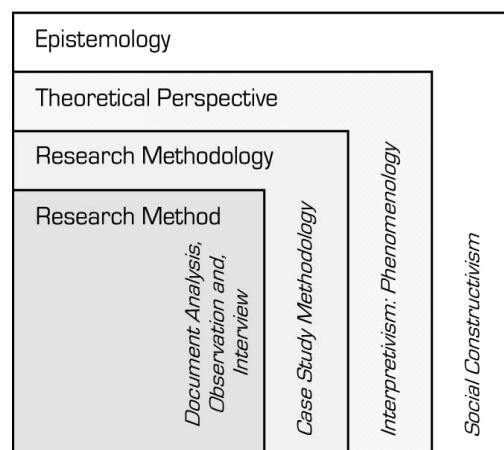 Epistemology
Theoretical Perspective
Research Methodology
Research Method
Document Analysis,
Observation and,
Interview
Case Study Methodology
Interpretivism: Phenomenology
Social Constructivism